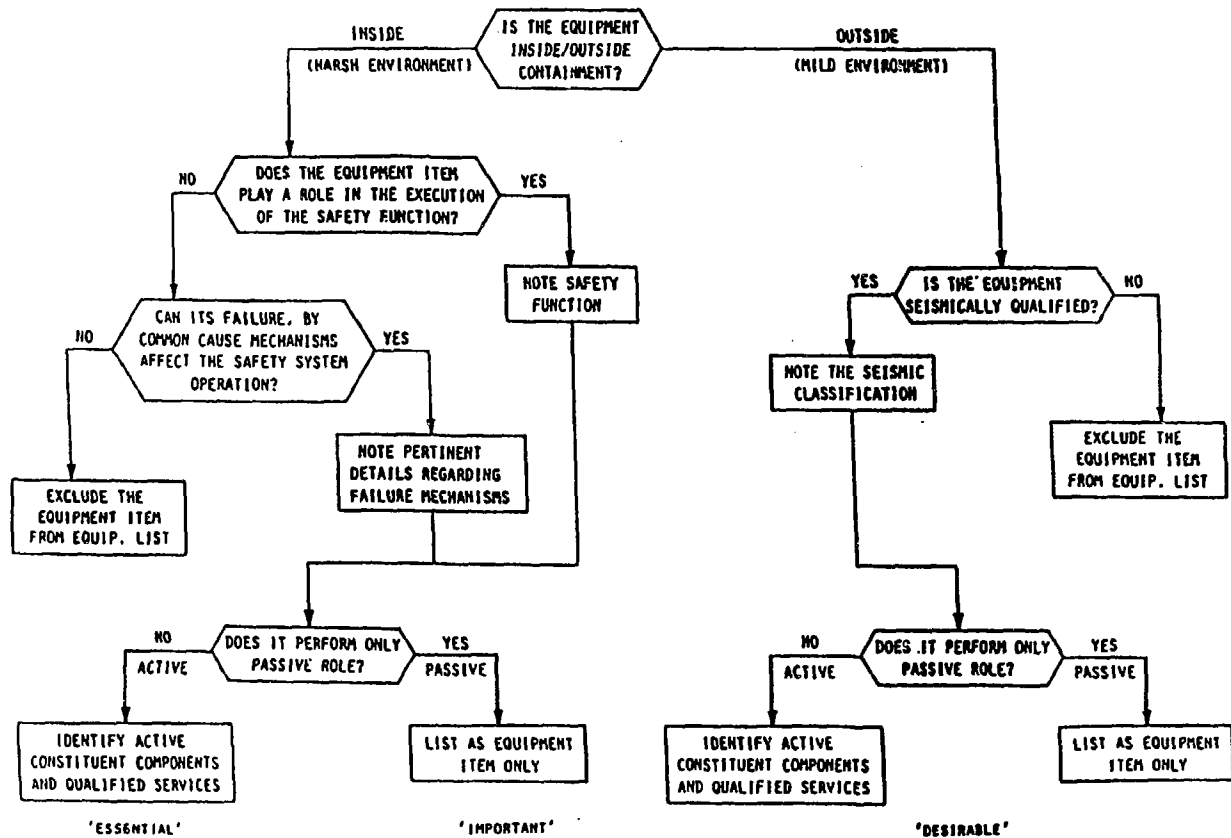 IS THE EQUIPMENT
INSIDE/OUTSIDE
CONTAINMENT?
INSIDE
(HARSH ENVIRONMENT)
OUTSIDE
(MILD ENVIRONMENT)
DOES THE EQUIPMENT ITEM
PLAY A ROLE IN THE EXECUTION
OF THE SAFETY FUNCTION?
NO
YES
NOTE SAFETY
FUNCTION
IS THE EQUIPMENT
SEISMICALLY QUALIFIED?
YES
NO
CAN ITS FAILURE, BY
COMMON CAUSE MECHANISMS
AFFECT THE SAFETY SYSTEM
OPERATION?
NO
YES
NOTE THE SEISMIC
CLASSIFICATION
EXCLUDE THE
EQUIPMENT ITEM
FROM EQUIP. LIST
NOTE PERTINENT
DETAILS REGARDING
FAILURE MECHANISMS
EXCLUDE THE
EQUIPMENT ITEM
FROM EQUIP. LIST
DOES IT PERFORM ONLY
PASSIVE ROLE?
NO
ACTIVE
YES
PASSIVE
DOES IT PERFORM ONLY
PASSIVE ROLE?
NO
ACTIVE
YES
PASSIVE
IDENTIFY ACTIVE
CONSTITUENT COMPONENTS
AND QUALIFIED SERVICES
LIST AS EQUIPMENT
ITEM ONLY
IDENTIFY ACTIVE
CONSTITUENT COMPONENTS
AND QUALIFIED SERVICES
LIST AS EQUIPMENT
ITEM ONLY
'ESSENTIAL'
'IMPORTANT'
'DESIRABLE'